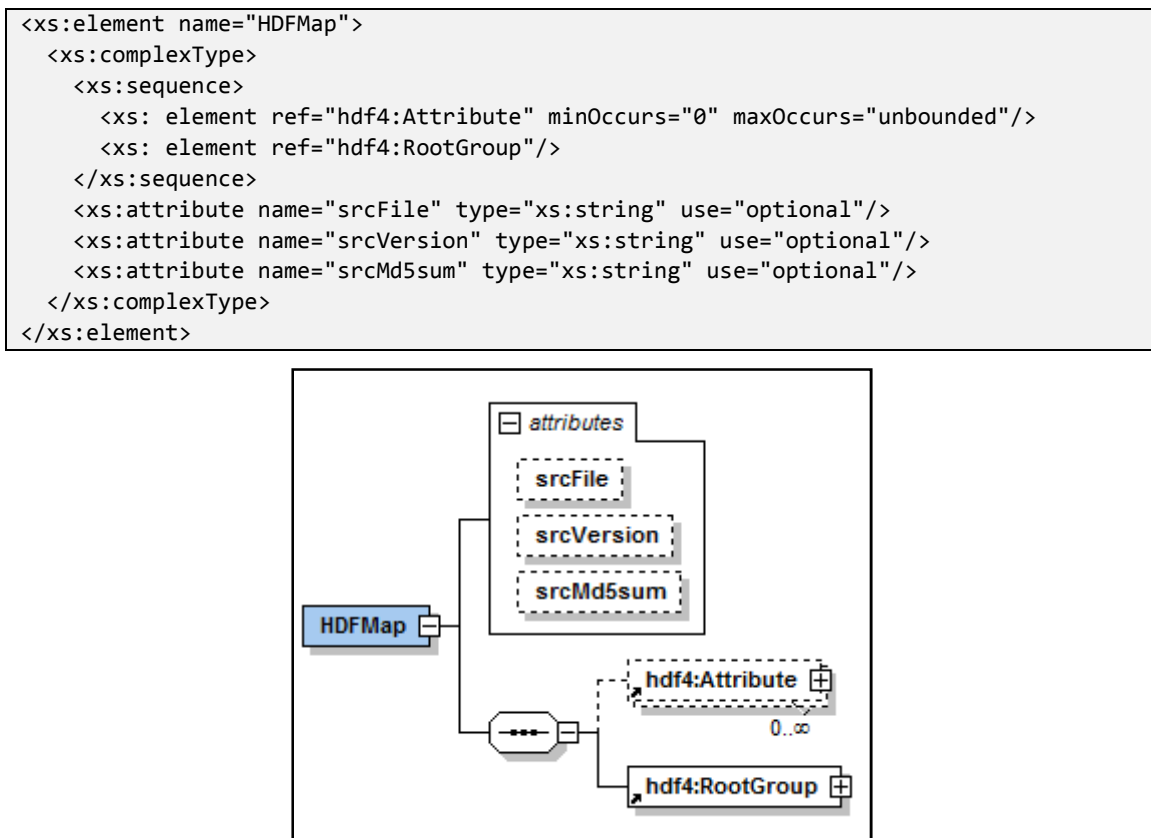 <xs:element name="HDFMap">
  <xs:complexType>
    <xs:sequence>
      <xs: element ref="hdf4:Attribute" minOccurs="0" maxOccurs="unbounded"/>
      <xs: element ref="hdf4:RootGroup"/>
    </xs:sequence>
    <xs:attribute name="srcFile" type="xs:string" use="optional"/>
    <xs:attribute name="srcVersion" type="xs:string" use="optional"/>
    <xs:attribute name="srcMd5sum" type="xs:string" use="optional"/>
  </xs:complexType>
</xs:element>
attributes
srcFile
srcVersion
srcMd5sum
HDFMap
hdf4:Attribute
0..∞
hdf4:RootGroup